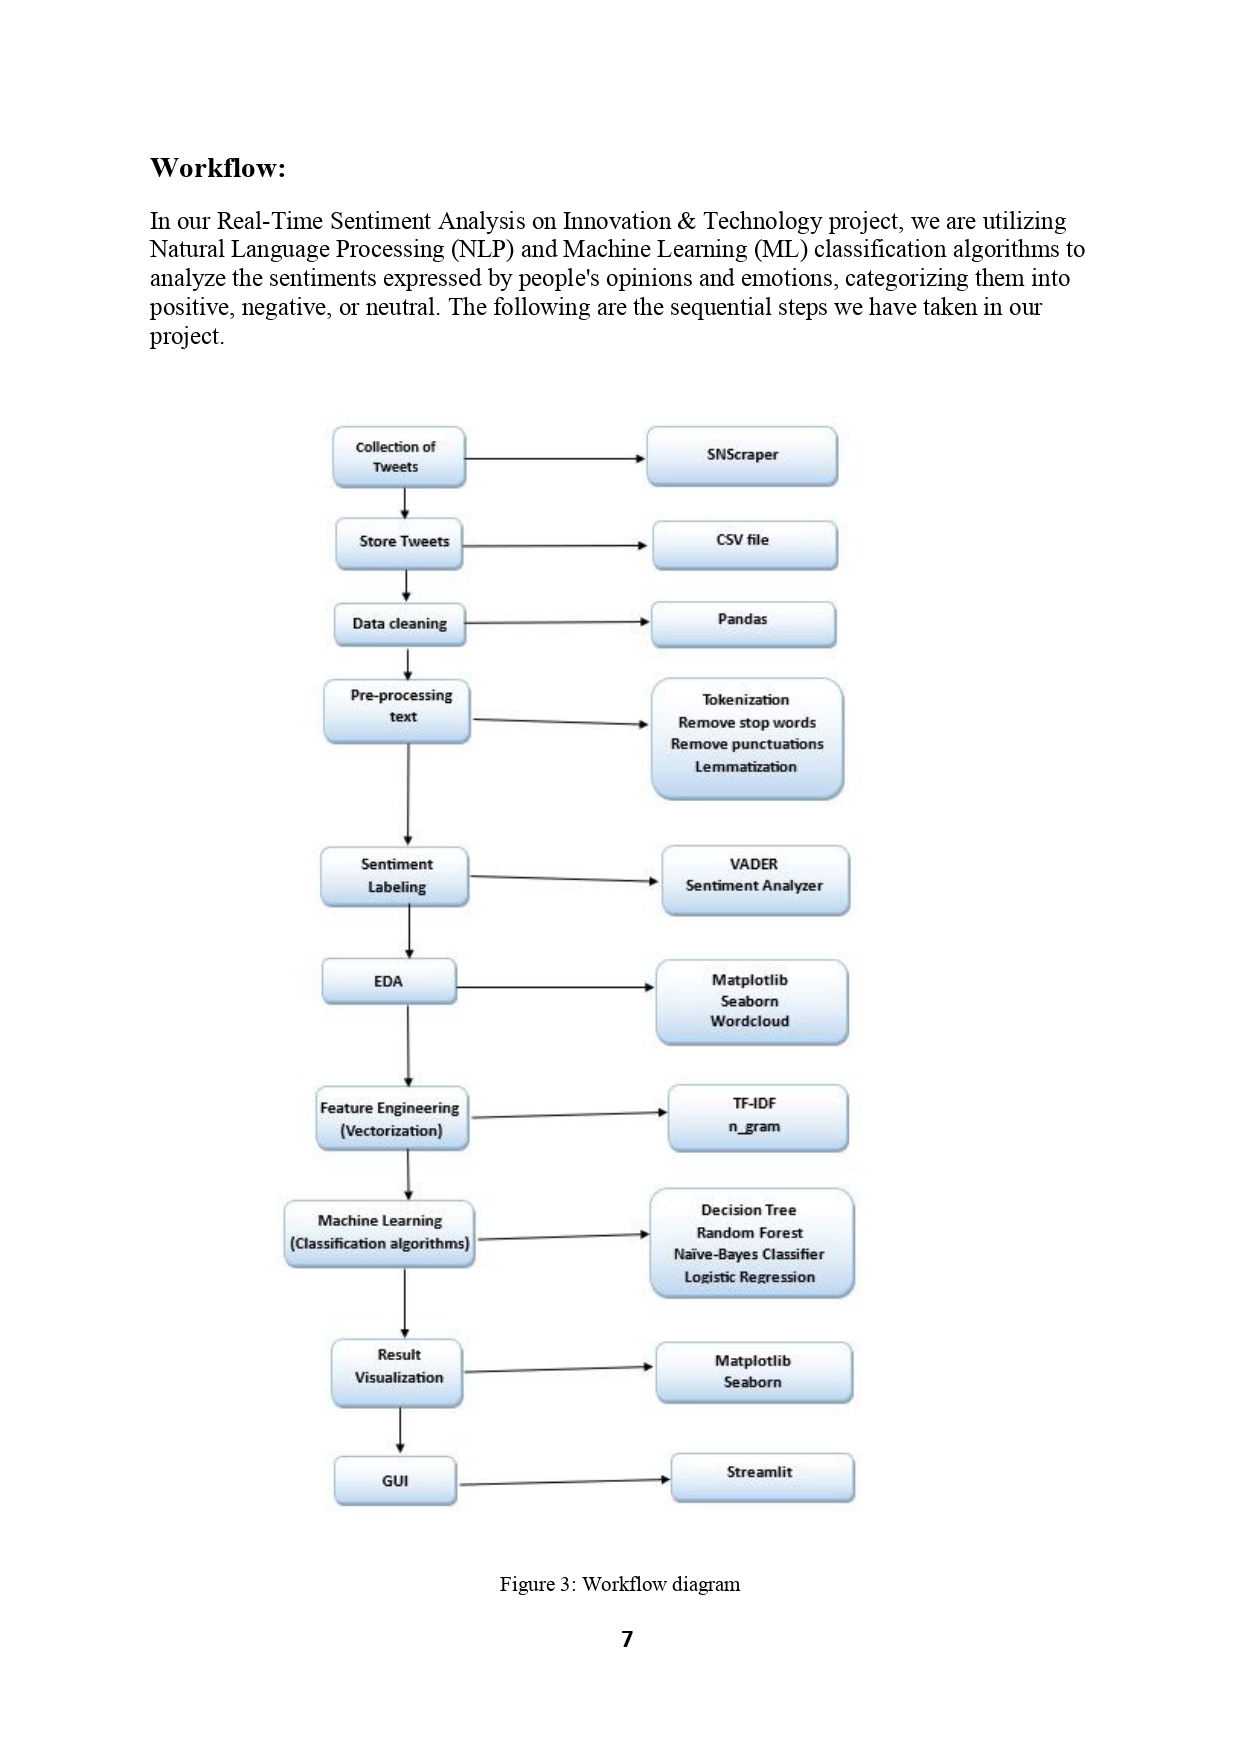 Workflow:
In our Real-Time Sentiment Analysis on Innovation & Technology project, we are utilizing
Natural Language Processing (NLP) and Machine Learning (ML) classification algorithms to
analyze the sentiments expressed by people's opinions and emotions, categorizing them into
positive, negative, or neutral. The following are the sequential steps we have taken in our
project.
Collection of
Tweets
SNScraper
Store Tweets
CSV file
Data cleaning
Pandas
Pre-processing
text
Tokenization
Remove stop words
Remove punctuations
Lemmatization
Sentiment
Labeling
VADER
Sentiment Analyzer
EDA
Matplotlib
Seaborn
Wordcloud
Feature Engineering
(Vectorization)
TF-IDF
n_gram
Machine Learning
(Classification algorithms)
Decision Tree
Random Forest
Naïve-Bayes Classifier
Logistic Regression
Result
Visualization
Matplotlib
Seaborn
GUI
Streamlit
Figure 3: Workflow diagram
7